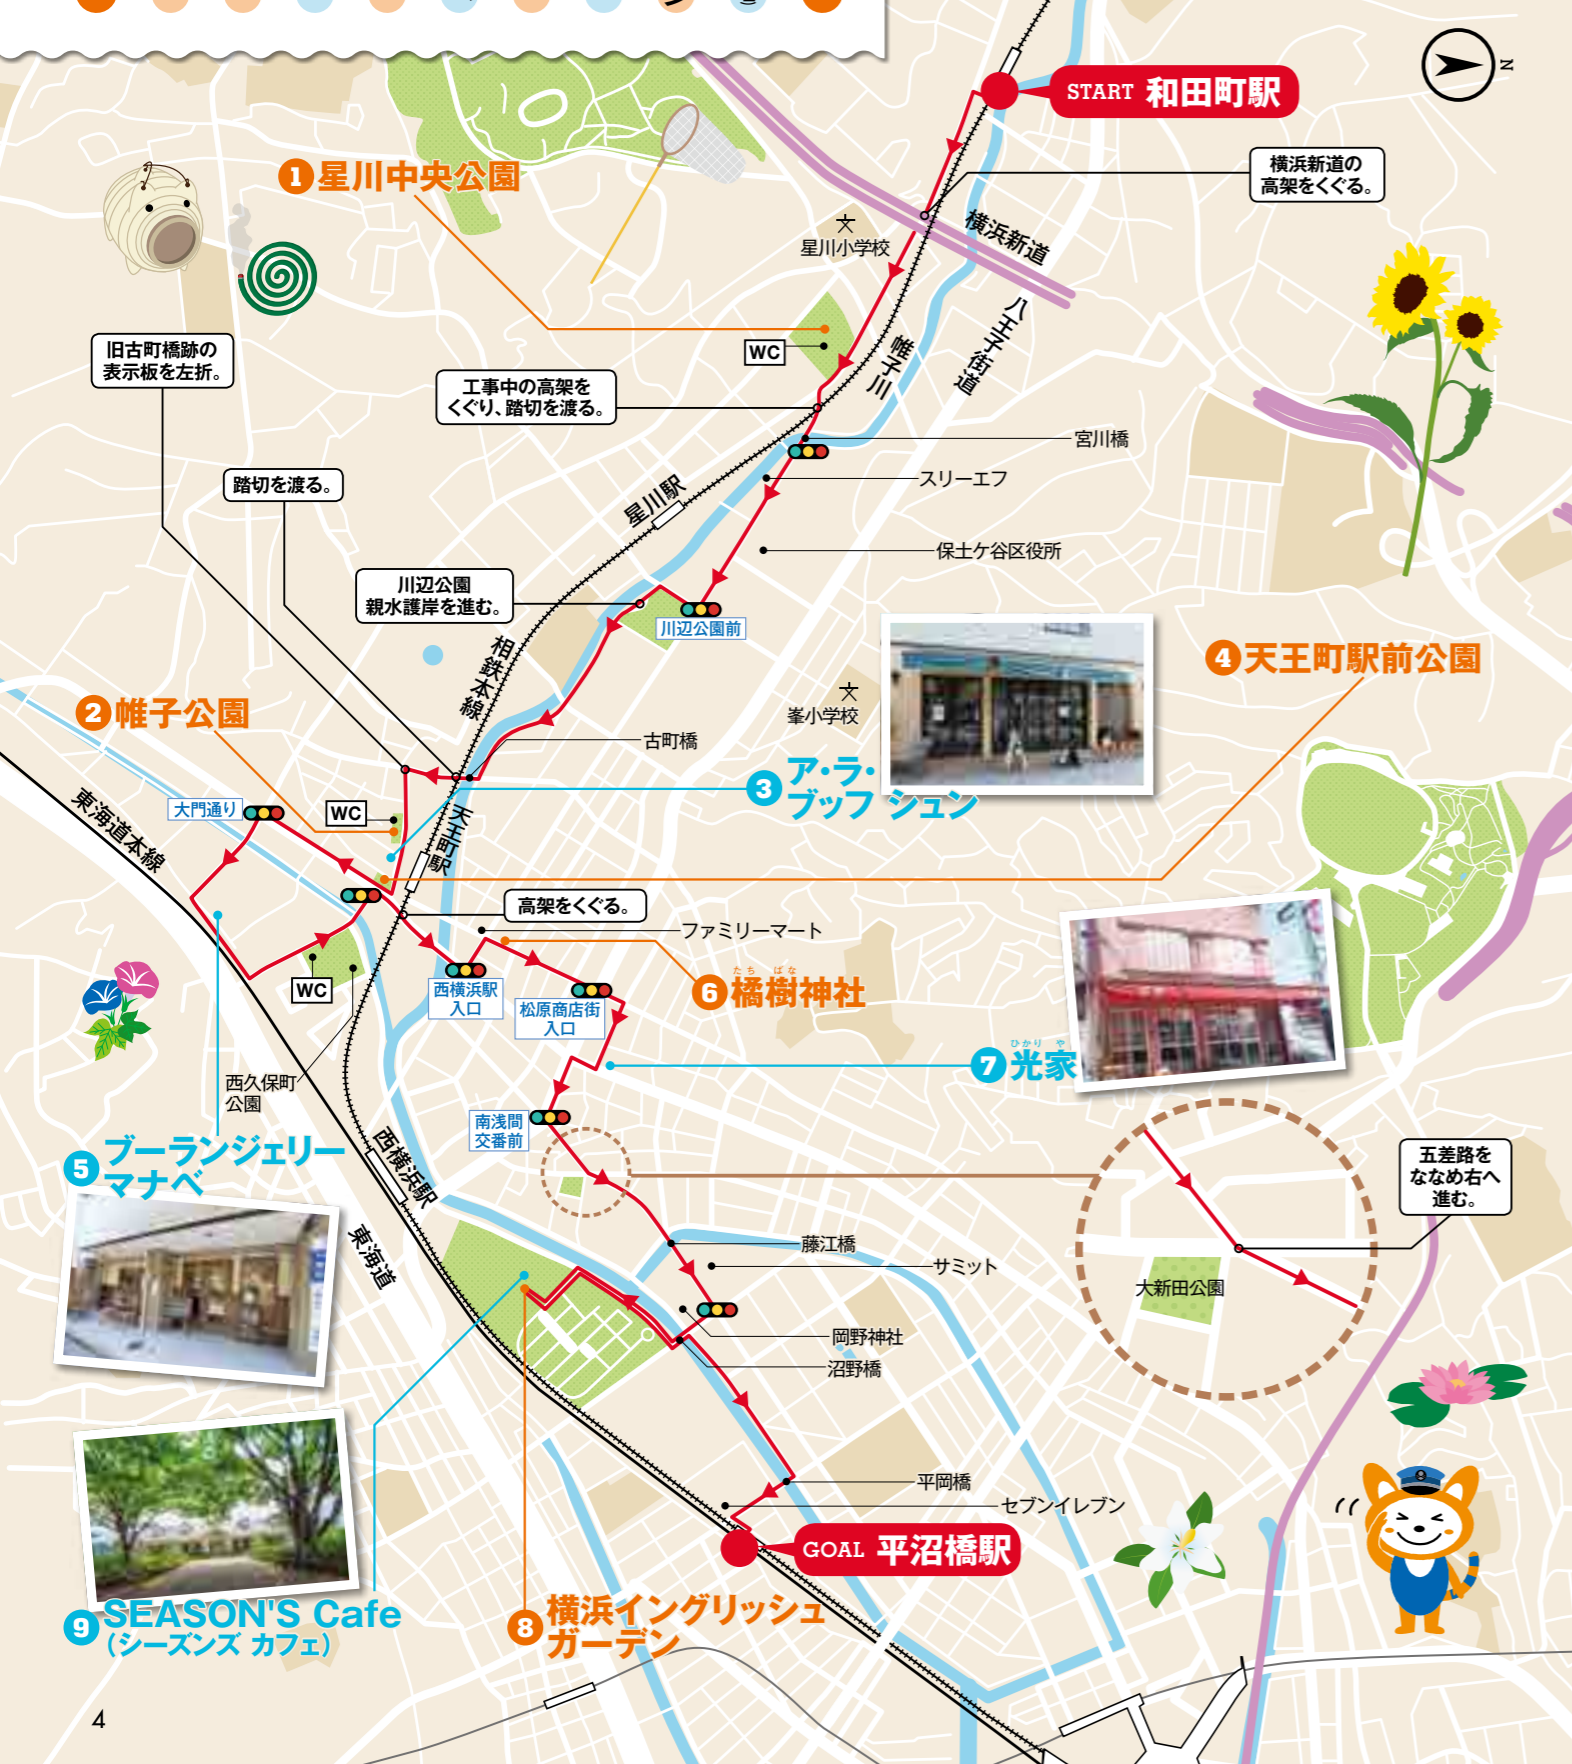 N
START 和田町駅
横浜新道の
高架をくぐる。
1 星川中央公園
星川小学校
横浜新道
八王子街道
帷子川
WC
旧古町橋跡の
表示板を左折。
工事中の高架を
くぐり、踏切を渡る。
宮川橋
スリーエフ
踏切を渡る。
星川駅
保土ケ谷区役所
川辺公園
親水護岸を進む。
川辺公園前
相鉄本線
4 天王町駅前公園
2 帷子公園
峯小学校
古町橋
3 ア・ラ・
ブッフ シュン
東海道本線
大門通り
WC
天王町駅
高架をくぐる。
ファミリーマート
WC
西横浜駅
入口
松原商店街
入口
たちばな
6 橘樹神社
ひかりや
7 光家
西久保町
公園
南浅間
交番前
5 ブーランジェリー
マナベ
西横浜駅
東海道
五差路を
ななめ右へ
進む。
大新田公園
藤江橋
サミット
岡野神社
沼野橋
平岡橋
セブンイレブン
GOAL 平沼橋駅
9 SEASON'S Cafe
（シーズンズ カフェ）
8 横浜イングリッシュ
ガーデン
4